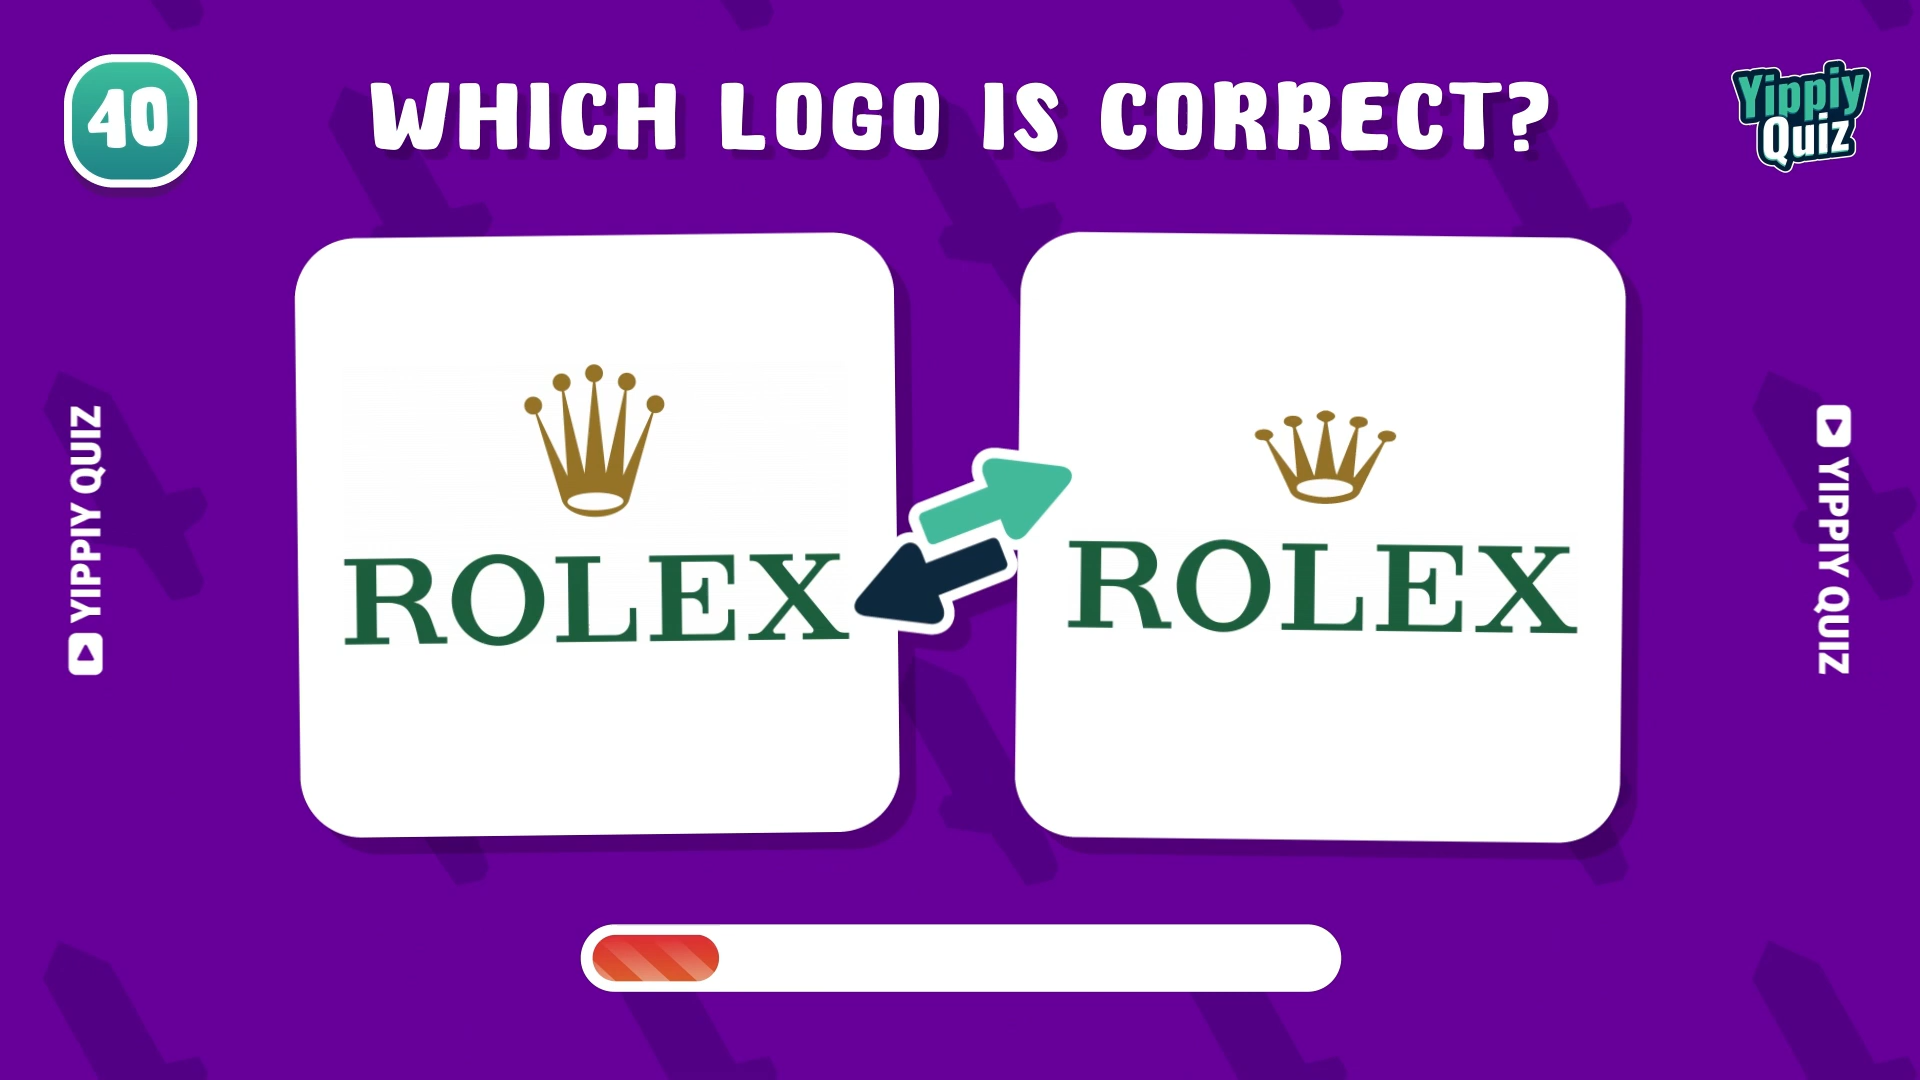 40
WHICH LOGO IS CORRECT?
Yippiy
Quiz
YIPPIY QUIZ
ROLEX
ROLEX
YIPPIY QUIZ